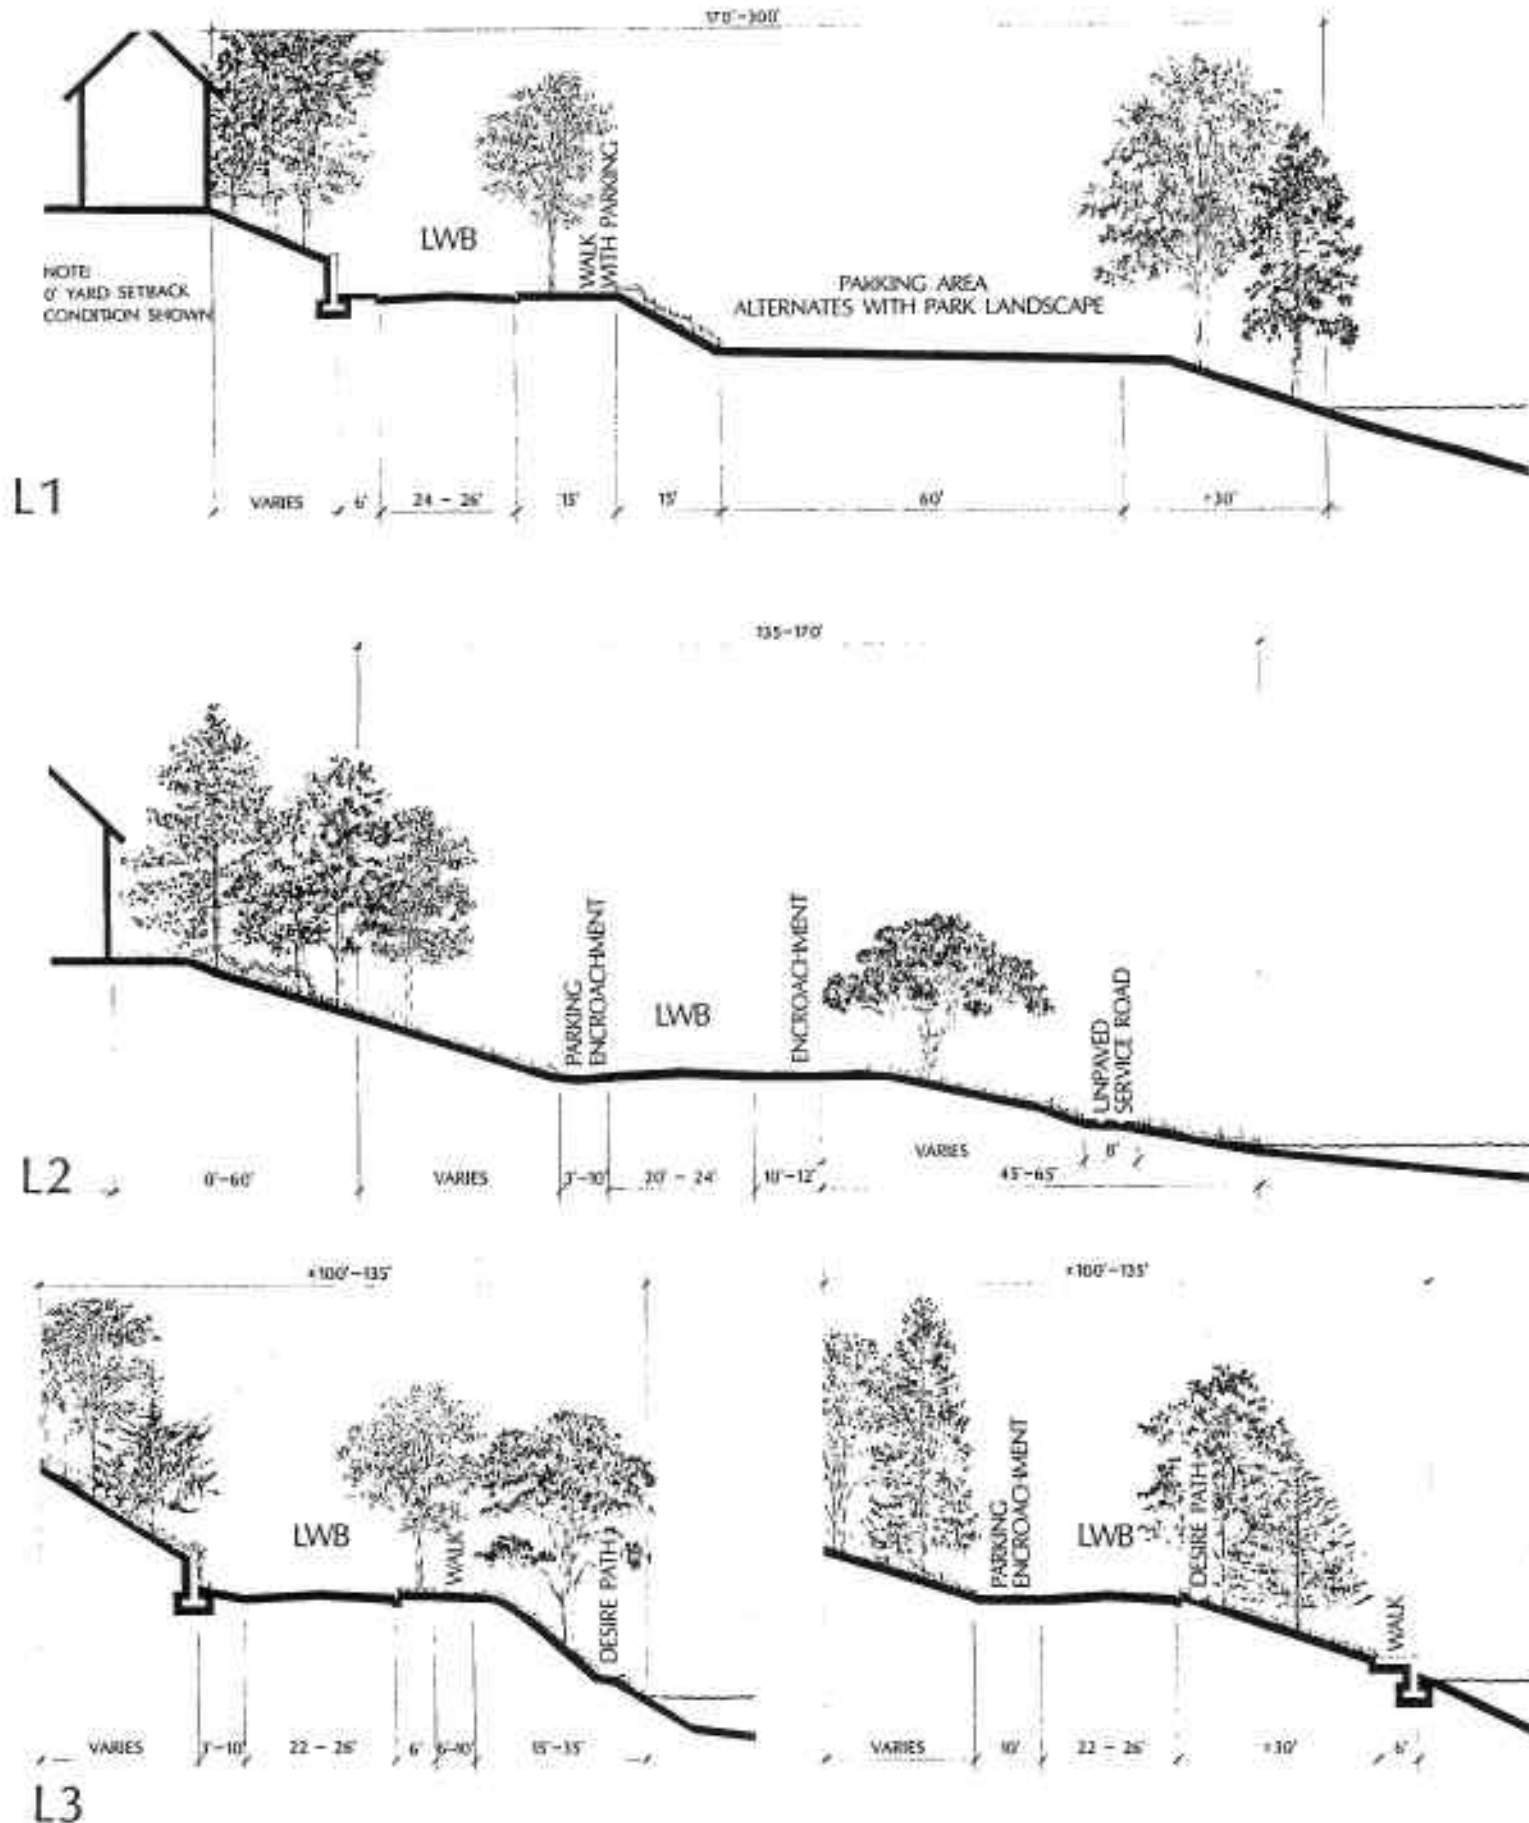 170'-300'
LWB
WALK
WITH PARKING
NOTE:
0' YARD SETBACK
CONDITION SHOWN
PARKING AREA
ALTERNATES WITH PARK LANDSCAPE
L1
VARIES
6'
24 - 26'
15'
15'
60'
±30'
135-170'
PARKING
ENCROACHMENT
LWB
ENCROACHMENT
UNPAVED
SERVICE ROAD
L2
0'-60'
VARIES
3'-10'
20' - 24'
10'-12'
VARIES
8'
45'-65'
±100'-135'
LWB
WALK
DESIRE PATH
VARIES
3'-10'
22 - 26'
6'
6-10'
15'-35'
L3
±100'-135'
PARKING
ENCROACHMENT
LWB
DESIRE PATH
WALK
VARIES
10'
22 - 26'
±30'
6'